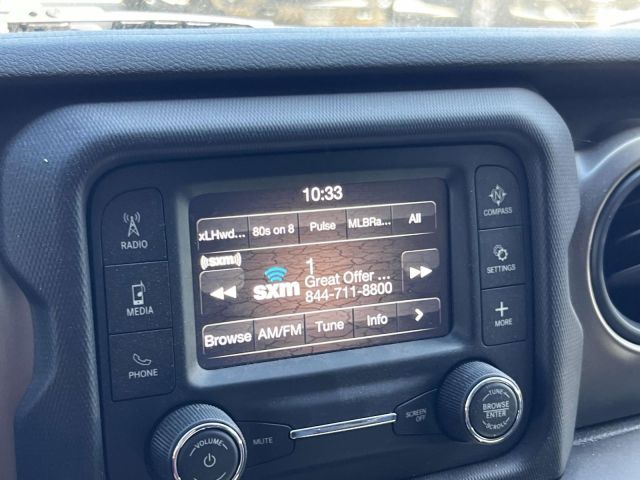 10:33
xLHwd... 80s on 8 Pulse MLBRa... All
((sxm))
1
sxm Great Offer ...
844-711-8800
Browse AM/FM Tune Info
RADIO
MEDIA
PHONE
N
COMPASS
SETTINGS
+
MORE
VOLUME
MUTE
SCREEN
OFF
TUNE
BROWSE
ENTER
SCROLL